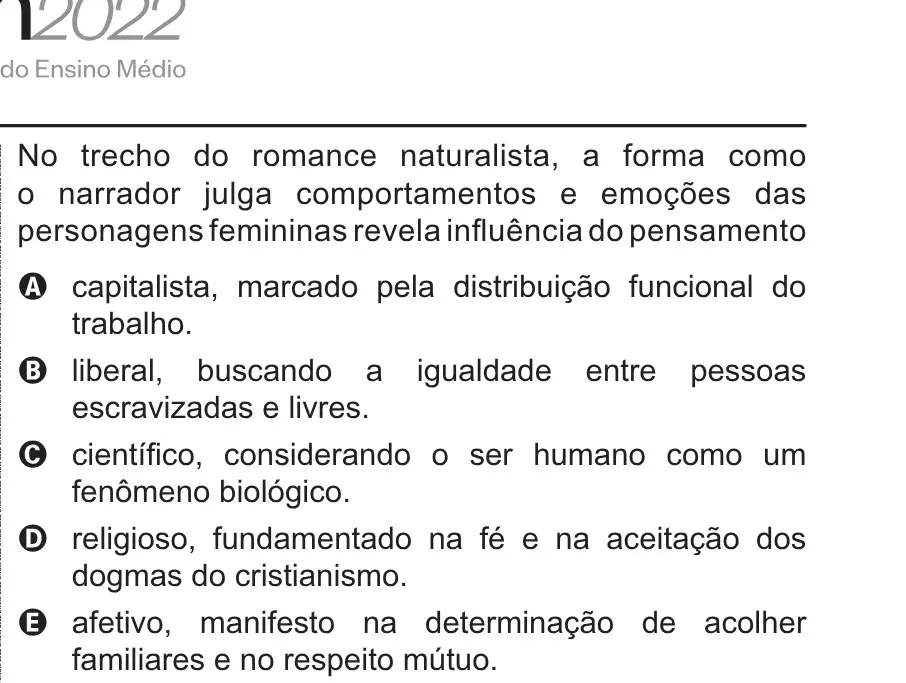 2022
do Ensino Médio
No trecho do romance naturalista, a forma como
o narrador julga comportamentos e emoções das
personagens femininas revela influência do pensamento
A capitalista, marcado pela distribuição funcional do
trabalho.
B liberal, buscando a igualdade entre pessoas
escravizadas e livres.
C científico, considerando o ser humano como um
fenômeno biológico.
D religioso, fundamentado na fé e na aceitação dos
dogmas do cristianismo.
E afetivo, manifesto na determinação de acolher
familiares e no respeito mútuo.